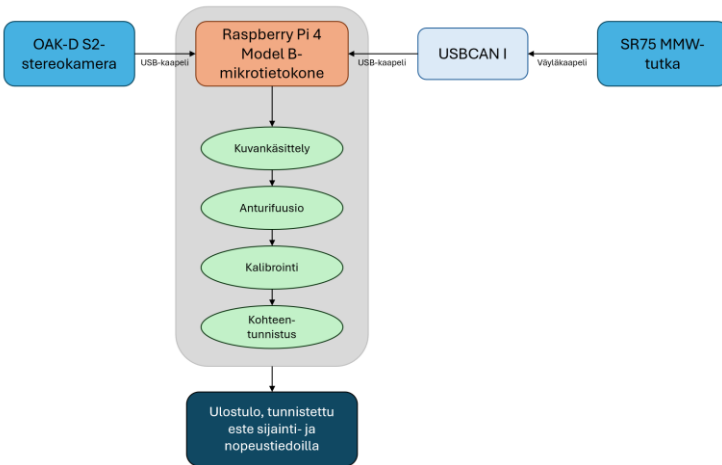 OAK-D S2-
stereokamera
USB-kaapeli
Raspberry Pi 4
Model B-
mikrotietokone
USB-kaapeli
USBCAN I
Väyläkaapeli
SR75 MMW-
tutka
Kuvankäsittely
Anturifuusio
Kalibrointi
Kohteen-
tunnistus
Ulostulo, tunnistettu
este sijainti- ja
nopeustiedoilla